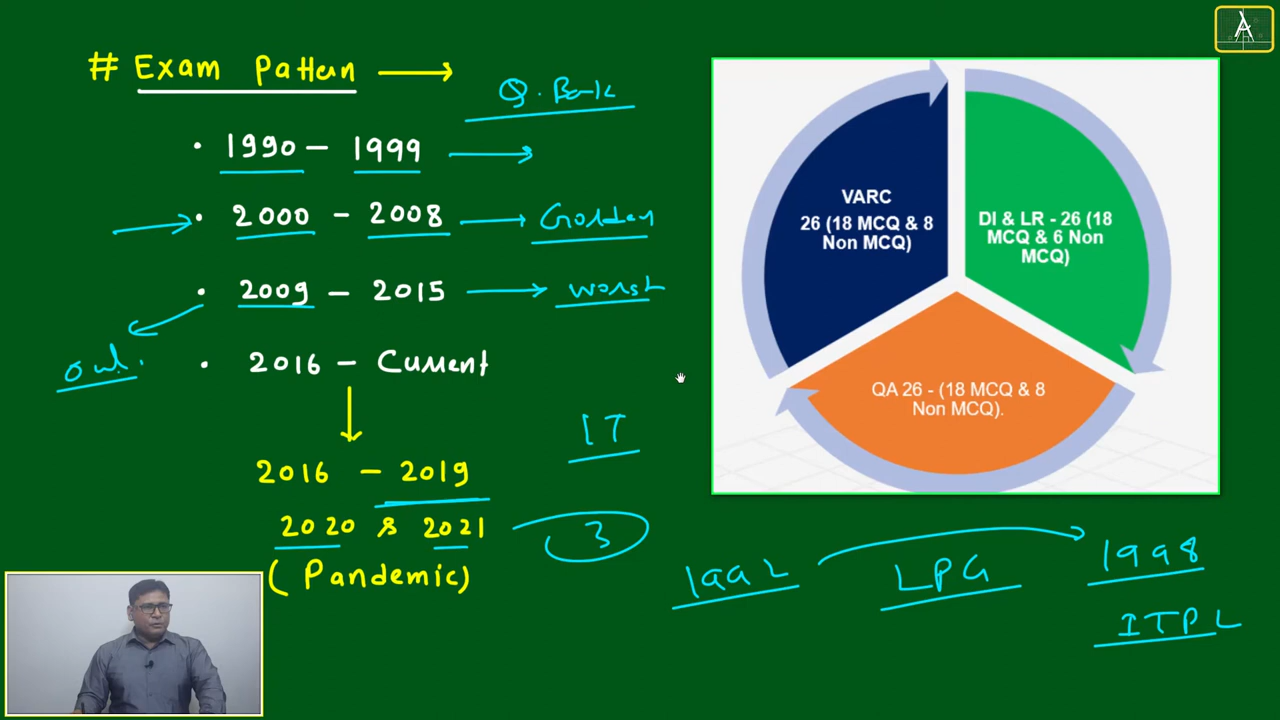 # Exam Pattern
Q. Bank
• 1990 - 1999
• 2000 - 2008 Golden
• 2009 - 2015 worst
out.
• 2016 - Current
2016 - 2019
2020 & 2021
(Pandemic)
IT
3
VARC
26 (18 MCQ & 8
Non MCQ)
DI & LR - 26 (18
MCQ & 6 Non
MCQ)
QA 26 - (18 MCQ & 8
Non MCQ).
LPG
1998
ITPL
A